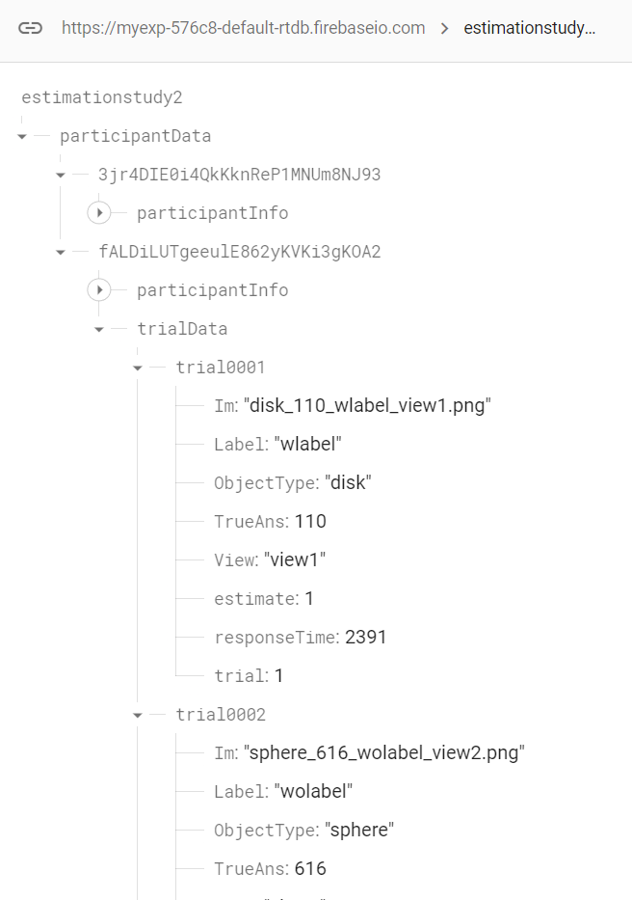 https://myexp-576c8-default-rtdb.firebaseio.com > estimationstudy...
estimationstudy2
participantData
3jr4DIE0i4QkKknReP1MNUm8NJ93
participantInfo
fALDiLUTgeeulE862yKVKi3gKOA2
participantInfo
trialData
trial0001
Im: "disk_110_wlabel_view1.png"
Label: "wlabel"
ObjectType: "disk"
TrueAns: 110
View: "view1"
estimate: 1
responseTime: 2391
trial: 1
trial0002
Im: "sphere_616_wolabel_view2.png"
Label: "wolabel"
ObjectType: "sphere"
TrueAns: 616